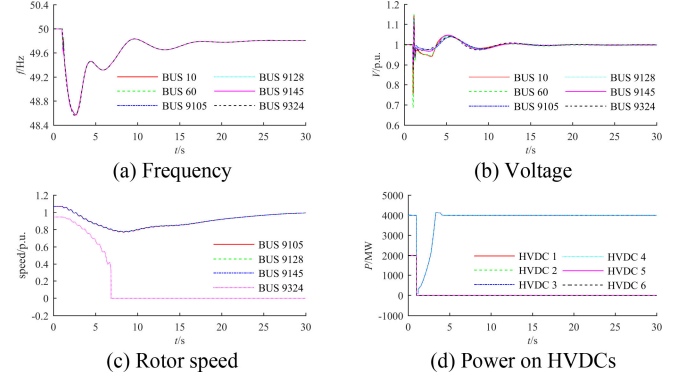 50
49.6
49.2
48.8
48.4
f/Hz
BUS 10
BUS 60
BUS 9105
BUS 9128
BUS 9145
BUS 9324
0 5 10 15 20 25 30
t/s
(a) Frequency
1.2
1.1
1
0.9
0.8
0.7
0.6
V/p.u.
BUS 10
BUS 60
BUS 9105
BUS 9128
BUS 9145
BUS 9324
0 5 10 15 20 25 30
t/s
(b) Voltage
1.2
1
0.8
0.6
0.4
0.2
0
-0.2
speed/p.u.
BUS 9105
BUS 9128
BUS 9145
BUS 9324
0 5 10 15 20 25 30
t/s
(c) Rotor speed
5000
4000
3000
2000
1000
0
-1000
P/MW
HVDC 1
HVDC 2
HVDC 3
HVDC 4
HVDC 5
HVDC 6
0 5 10 15 20 25 30
t/s
(d) Power on HVDCs